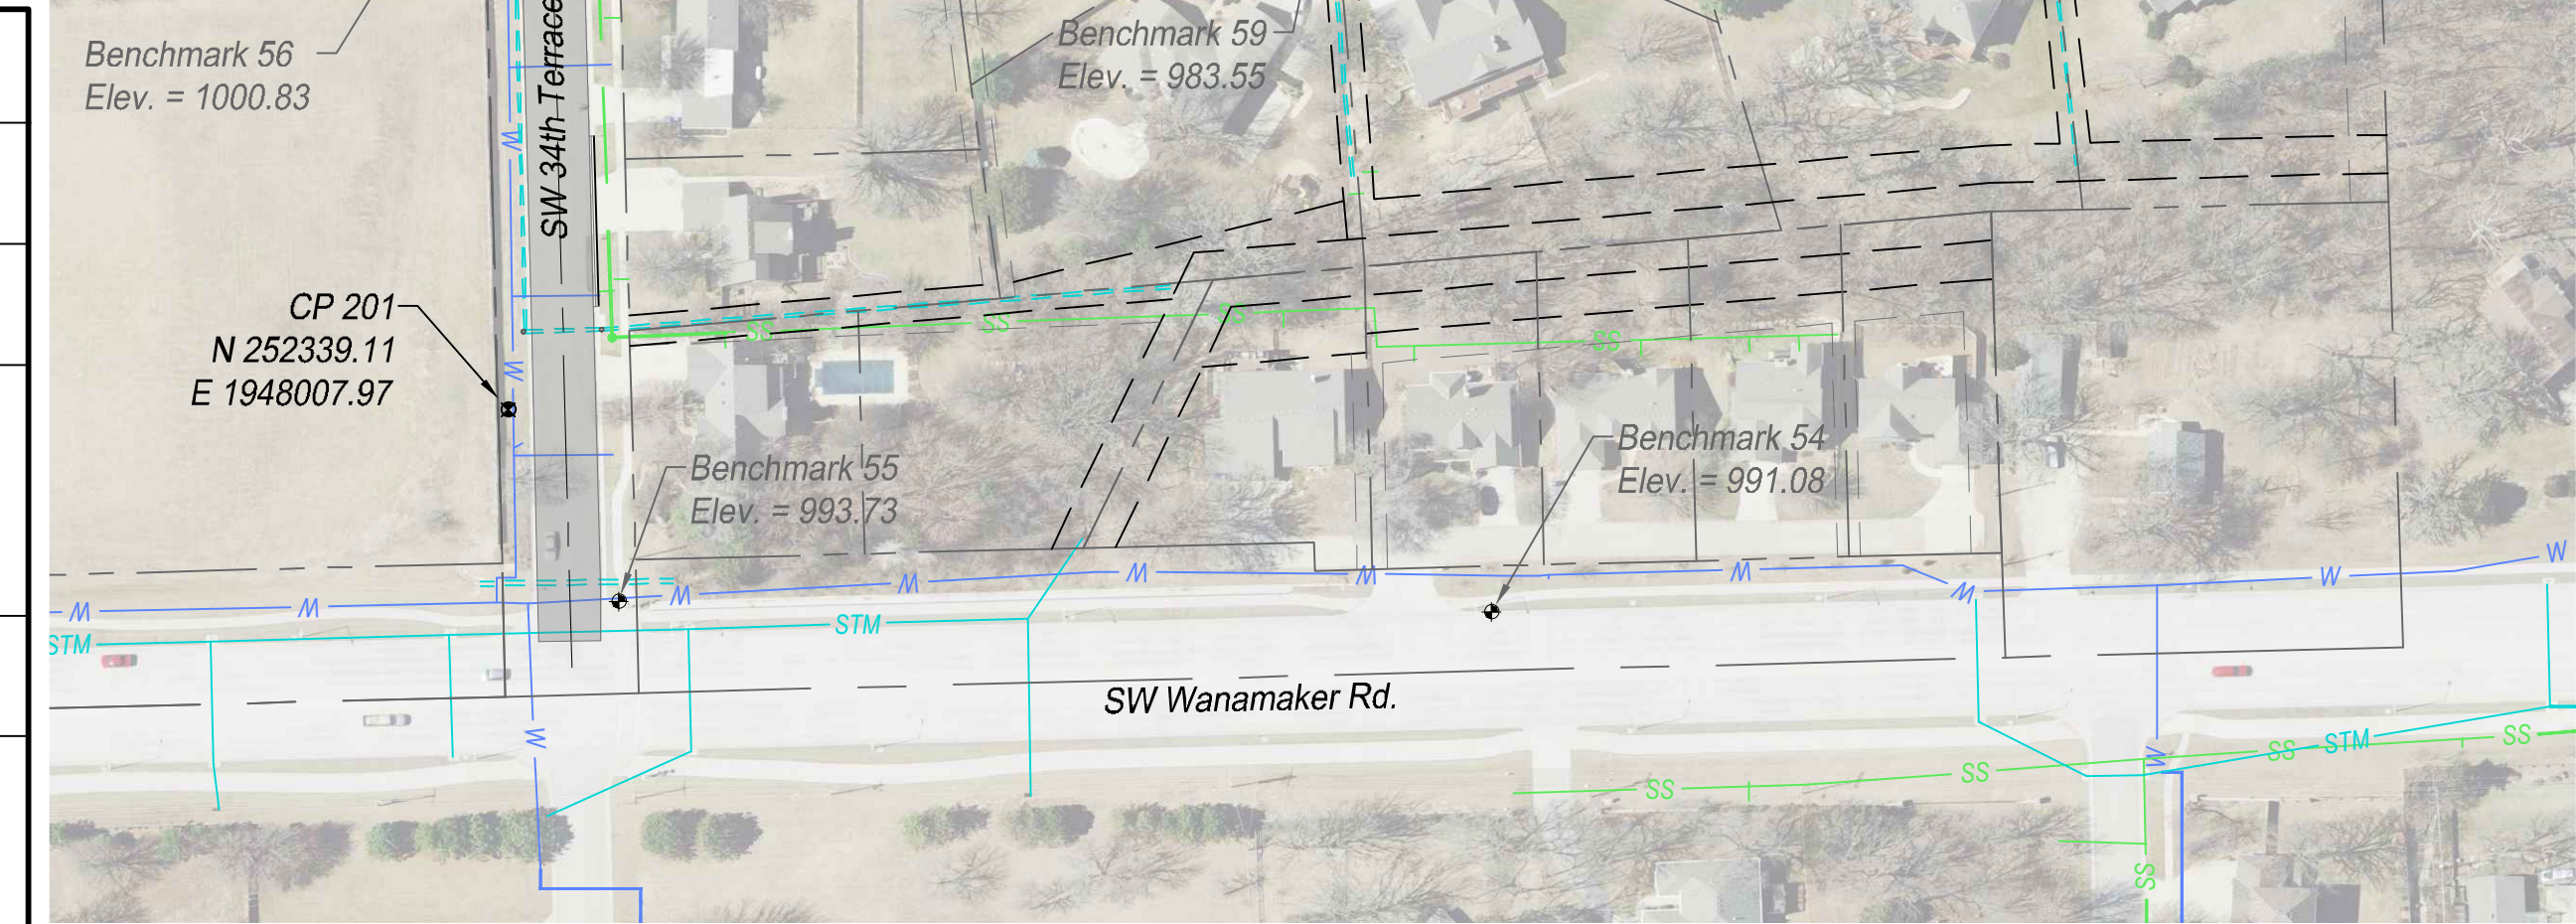 Benchmark 56
Elev. = 1000.83
SW 34th Terrace
Benchmark 59
Elev. = 983.55
W
CP 201
N 252339.11
E 1948007.97
W
SS
SS
SS
SS
Benchmark 55
Elev. = 993.73
Benchmark 54
Elev. = 991.08
W
W
W
W
W
W
W
W
W
W
STM
STM
SW Wanamaker Rd.
W
W
SS
SS
SS
STM
SS
SS